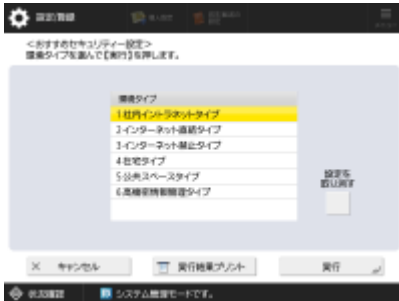 設定/登録
<おすすめセキュリティー設定>
環境タイプを選んで【実行】を押します。
環境タイプ
1.社内イントラネットタイプ
2.インターネット直結タイプ
3.インターネット禁止タイプ
4.在宅タイプ
5.公共スペースタイプ
6.高機密情報管理タイプ
設定を
取り消す
キャンセル
実行結果プリント
実行
状況確認
システム管理モードです。